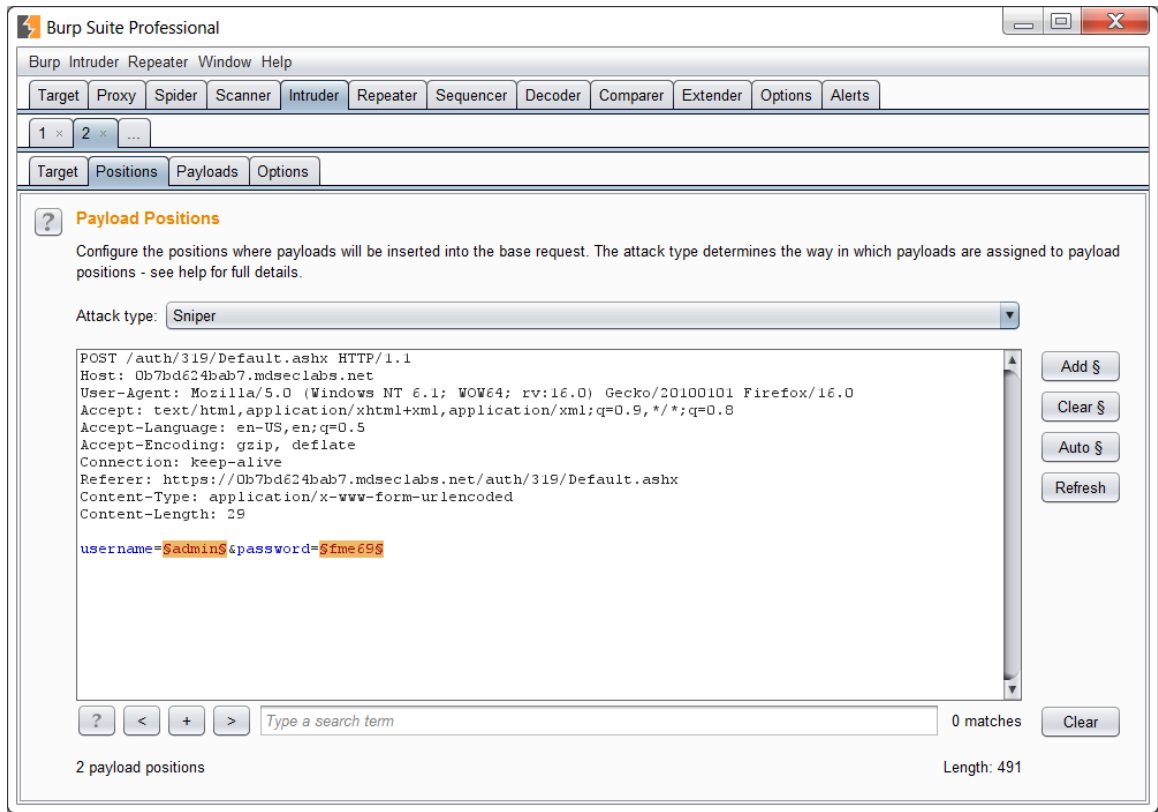 Burp Suite Professional
Burp Intruder Repeater Window Help
Target Proxy Spider Scanner Intruder Repeater Sequencer Decoder Comparer Extender Options Alerts
1 × 2 × ...
Target Positions Payloads Options
? Payload Positions
Configure the positions where payloads will be inserted into the base request. The attack type determines the way in which payloads are assigned to payload
positions - see help for full details.
Attack type: Sniper
POST /auth/319/Default.ashx HTTP/1.1
Host: 0b7bd624bab7.mdseclabs.net
User-Agent: Mozilla/5.0 (Windows NT 6.1; WOW64; rv:16.0) Gecko/20100101 Firefox/16.0
Accept: text/html,application/xhtml+xml,application/xml;q=0.9,*/*;q=0.8
Accept-Language: en-US,en;q=0.5
Accept-Encoding: gzip, deflate
Connection: keep-alive
Referer: https://0b7bd624bab7.mdseclabs.net/auth/319/Default.ashx
Content-Type: application/x-www-form-urlencoded
Content-Length: 29
username=§admin§&password=§fme69§
Add §
Clear §
Auto §
Refresh
? < + > Type a search term 0 matches Clear
2 payload positions Length: 491